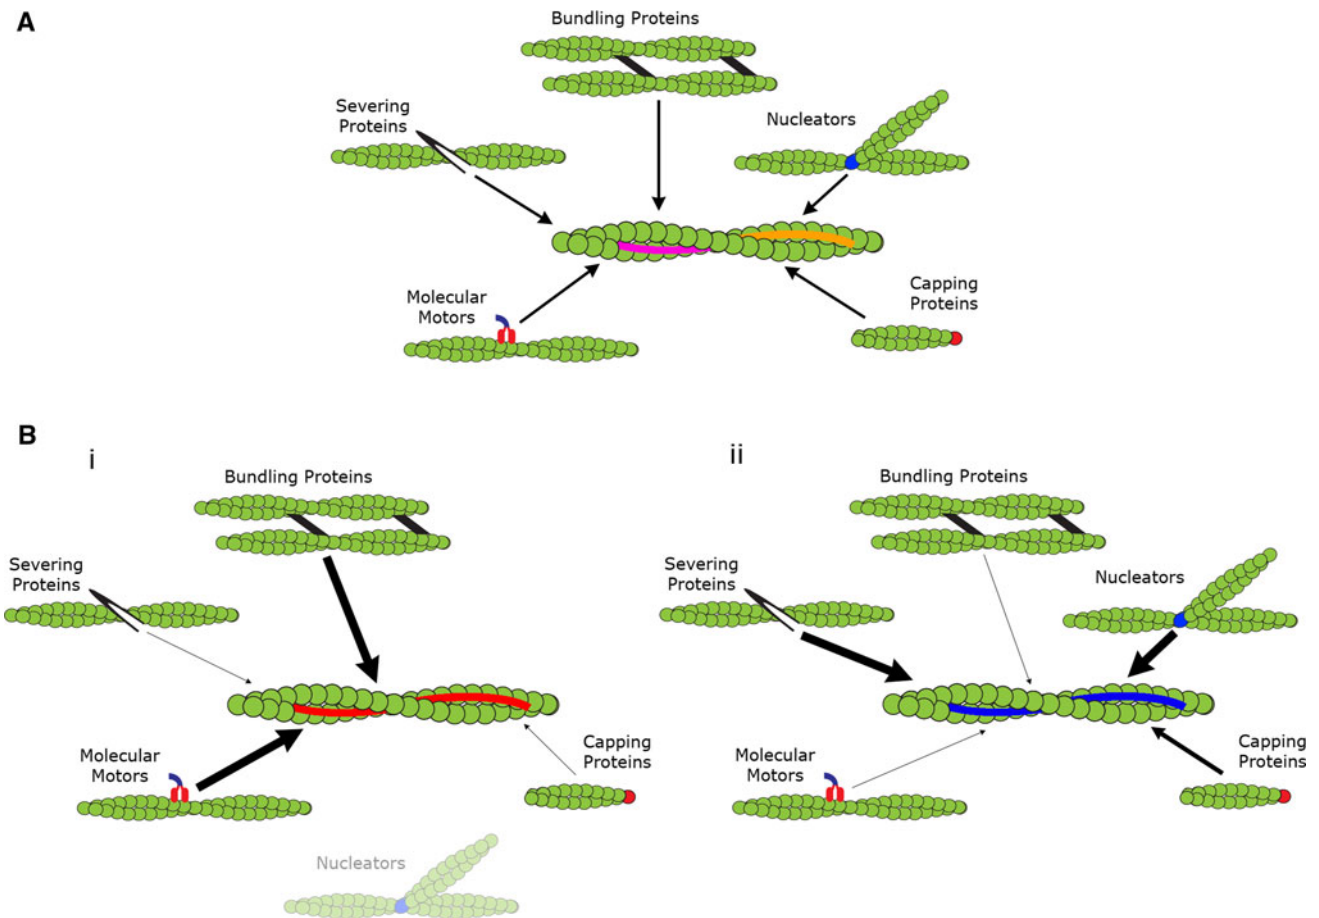 A
Bundling Proteins
Severing
Proteins
Nucleators
Molecular
Motors
Capping
Proteins
B
i
Bundling Proteins
Severing
Proteins
Molecular
Motors
Capping
Proteins
Nucleators
ii
Bundling Proteins
Severing
Proteins
Nucleators
Molecular
Motors
Capping
Proteins